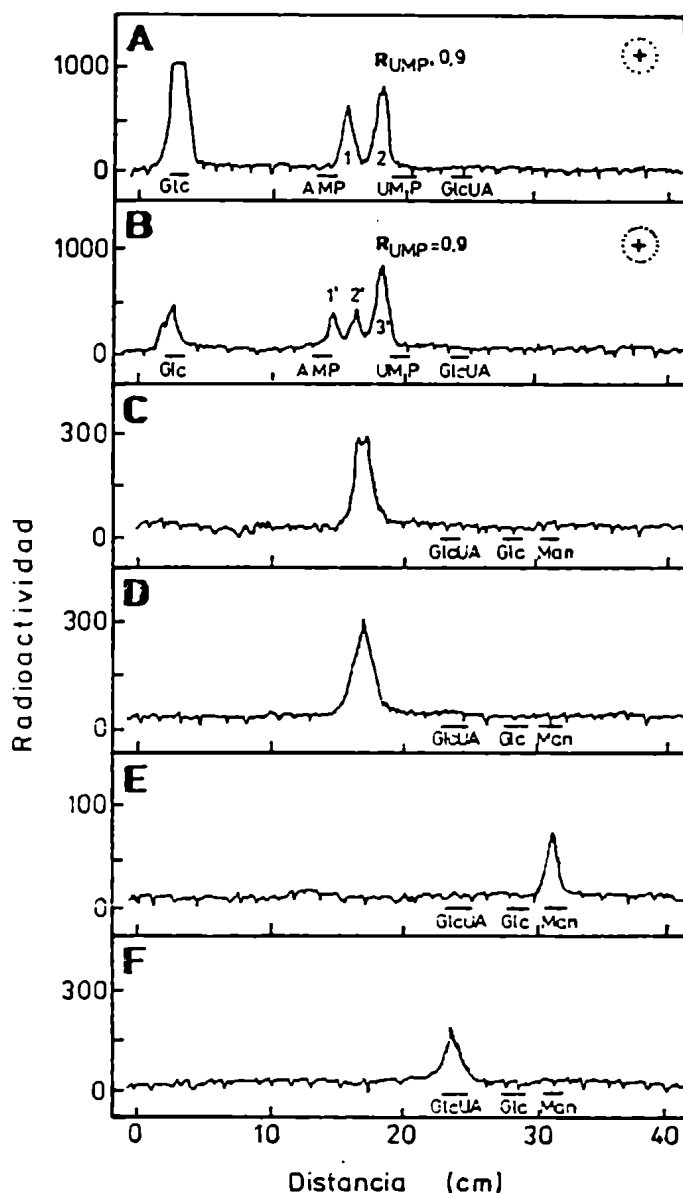 A
R UMP= 0,9
+
1000
1 2
0
Glc AMP UMP GlcUA
B
R UMP=0.9
+
1000
1' 2' 3'
0
Glc AMP UMP GlcUA
C
300
0
GlcUA Glc Man
D
300
0
GlcUA Glc Man
E
100
0
GlcUA Glc Man
F
300
0
GlcUA Glc Man
0 10 20 30 40
Radioactividad
Distancia (cm)